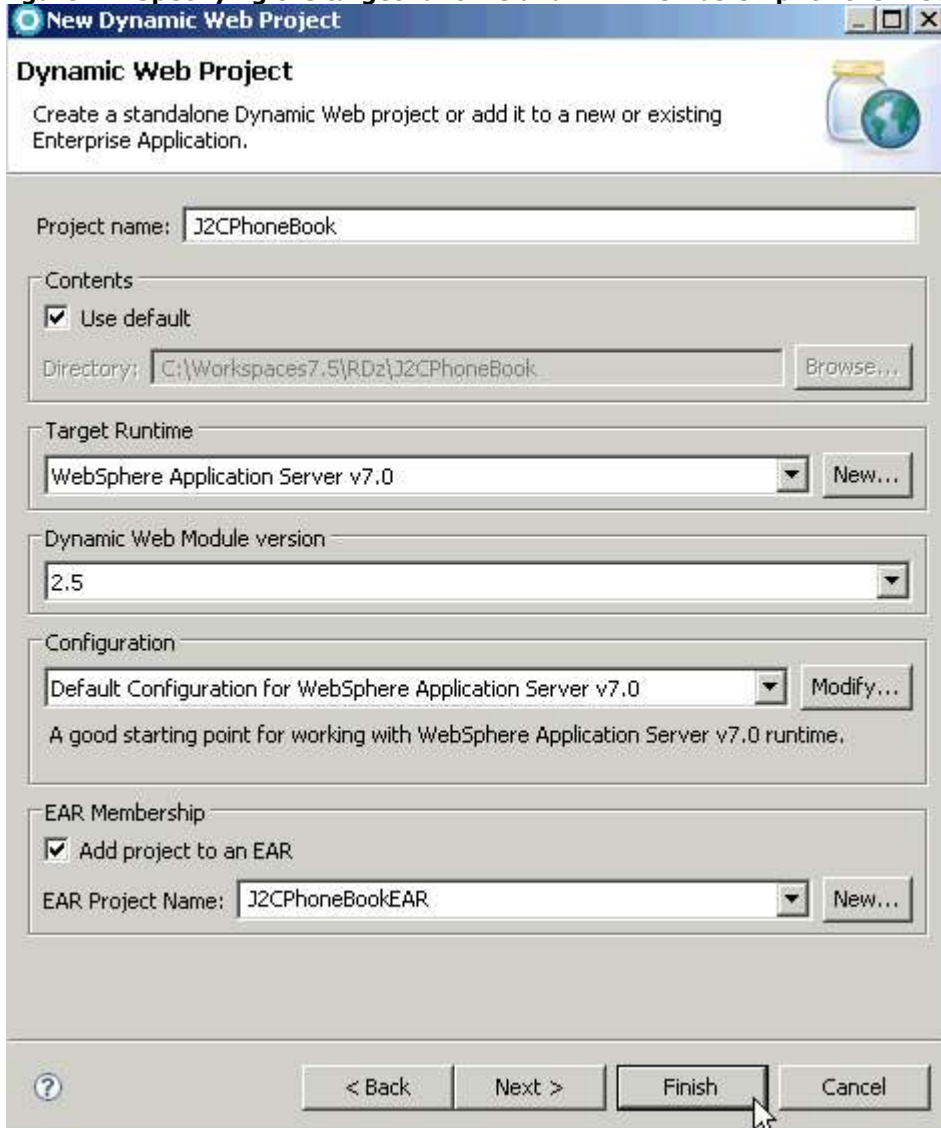 New Dynamic Web Project
Dynamic Web Project
Create a standalone Dynamic Web project or add it to a new or existing
Enterprise Application.
Project name: J2CPhoneBook
Contents
Use default
Directory: C:\Workspaces7.5\RDz\J2CPhoneBook Browse...
Target Runtime
WebSphere Application Server v7.0 New...
Dynamic Web Module version
2.5
Configuration
Default Configuration for WebSphere Application Server v7.0 Modify...
A good starting point for working with WebSphere Application Server v7.0 runtime.
EAR Membership
Add project to an EAR
EAR Project Name: J2CPhoneBookEAR New...
? < Back Next > Finish Cancel